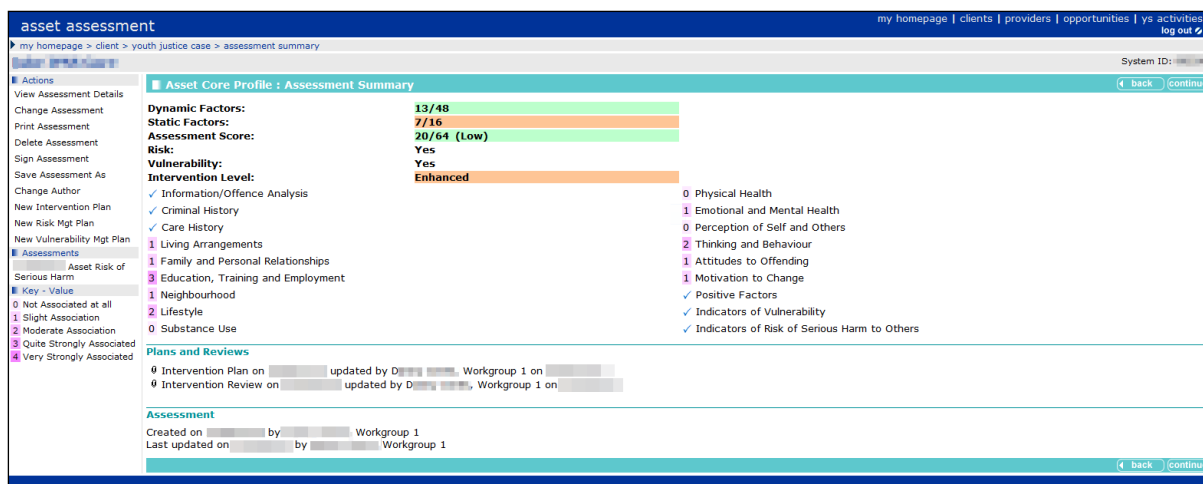 asset assessment
my homepage | clients | providers | opportunities | ys activities
log out
my homepage > client > youth justice case > assessment summary
System ID:
Actions
View Assessment Details
Change Assessment
Print Assessment
Delete Assessment
Sign Assessment
Save Assessment As
Change Author
New Intervention Plan
New Risk Mgt Plan
New Vulnerability Mgt Plan
Assessments
Asset Risk of
Serious Harm
Key - Value
0 Not Associated at all
1 Slight Association
2 Moderate Association
3 Quite Strongly Associated
4 Very Strongly Associated
Asset Core Profile : Assessment Summary
back continu
Dynamic Factors: 13/48
Static Factors: 7/16
Assessment Score: 20/64 (Low)
Risk: Yes
Vulnerability: Yes
Intervention Level: Enhanced
✓ Information/Offence Analysis
✓ Criminal History
✓ Care History
1 Living Arrangements
1 Family and Personal Relationships
3 Education, Training and Employment
1 Neighbourhood
2 Lifestyle
0 Substance Use
0 Physical Health
1 Emotional and Mental Health
0 Perception of Self and Others
2 Thinking and Behaviour
1 Attitudes to Offending
1 Motivation to Change
✓ Positive Factors
✓ Indicators of Vulnerability
✓ Indicators of Risk of Serious Harm to Others
Plans and Reviews
Intervention Plan on updated by D , Workgroup 1 on
Intervention Review on updated by D , Workgroup 1 on
Assessment
Created on by Workgroup 1
Last updated on by Workgroup 1
back continu